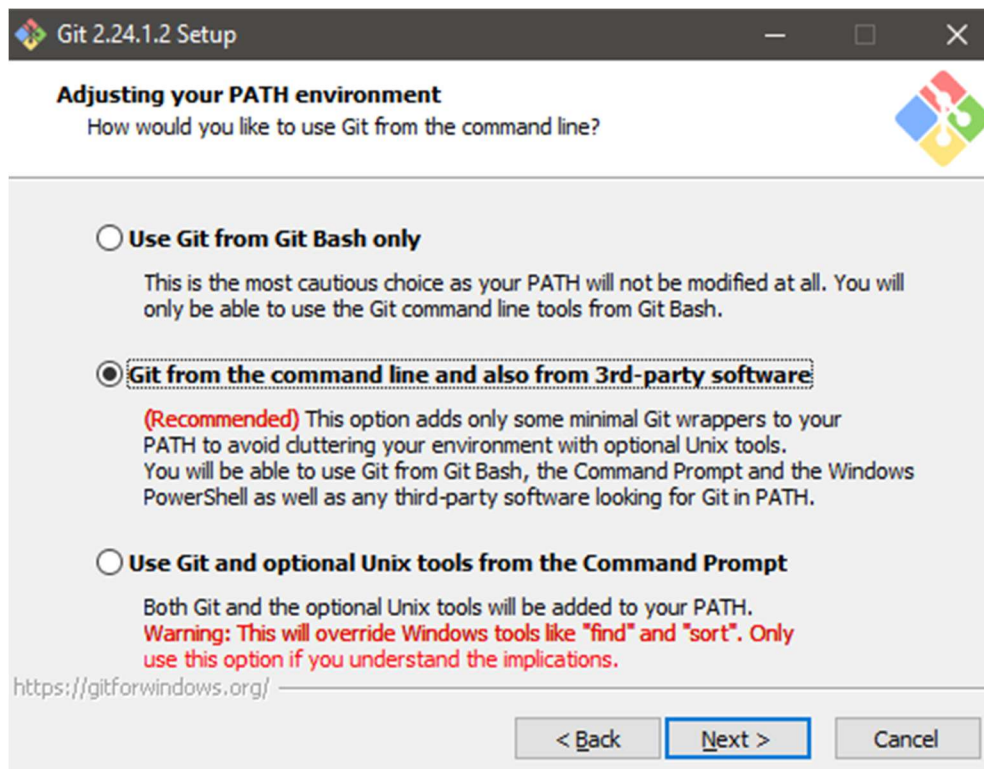 Git 2.24.1.2 Setup
Adjusting your PATH environment
How would you like to use Git from the command line?
Use Git from Git Bash only
This is the most cautious choice as your PATH will not be modified at all. You will
only be able to use the Git command line tools from Git Bash.
Git from the command line and also from 3rd-party software
(Recommended) This option adds only some minimal Git wrappers to your
PATH to avoid cluttering your environment with optional Unix tools.
You will be able to use Git from Git Bash, the Command Prompt and the Windows
PowerShell as well as any third-party software looking for Git in PATH.
Use Git and optional Unix tools from the Command Prompt
Both Git and the optional Unix tools will be added to your PATH.
Warning: This will override Windows tools like "find" and "sort". Only
use this option if you understand the implications.
https://gitforwindows.org/
< Back Next > Cancel